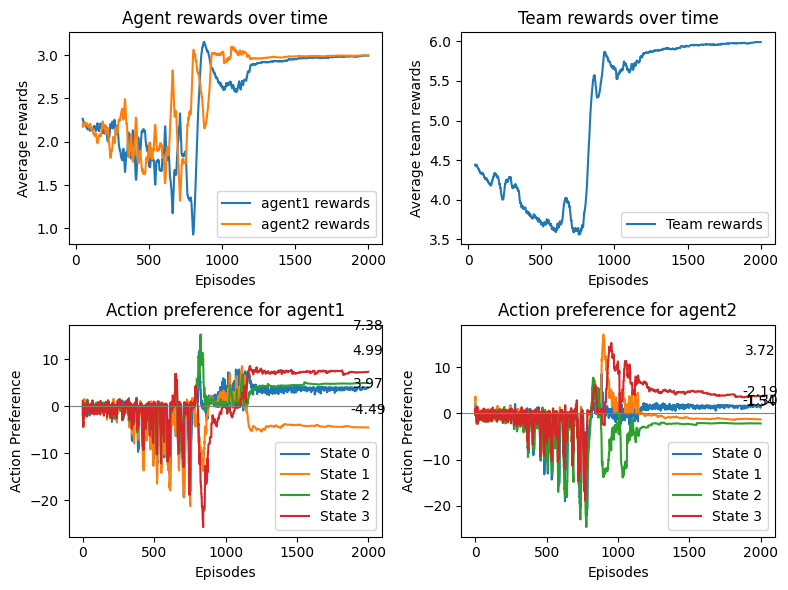 Agent rewards over time
Average rewards
3.0
2.5
2.0
1.5
1.0
agent1 rewards
agent2 rewards
0 500 1000 1500 2000
Episodes
Team rewards over time
Average team rewards
6.0
5.5
5.0
4.5
4.0
3.5
Team rewards
0 500 1000 1500 2000
Episodes
Action preference for agent1
Action Preference
10
0
−10
−20
7.38
4.99
3.97
-4.49
State 0
State 1
State 2
State 3
0 500 1000 1500 2000
Episodes
Action preference for agent2
Action Preference
10
0
−10
−20
3.72
-2.19
State 0
State 1
State 2
State 3
0 500 1000 1500 2000
Episodes